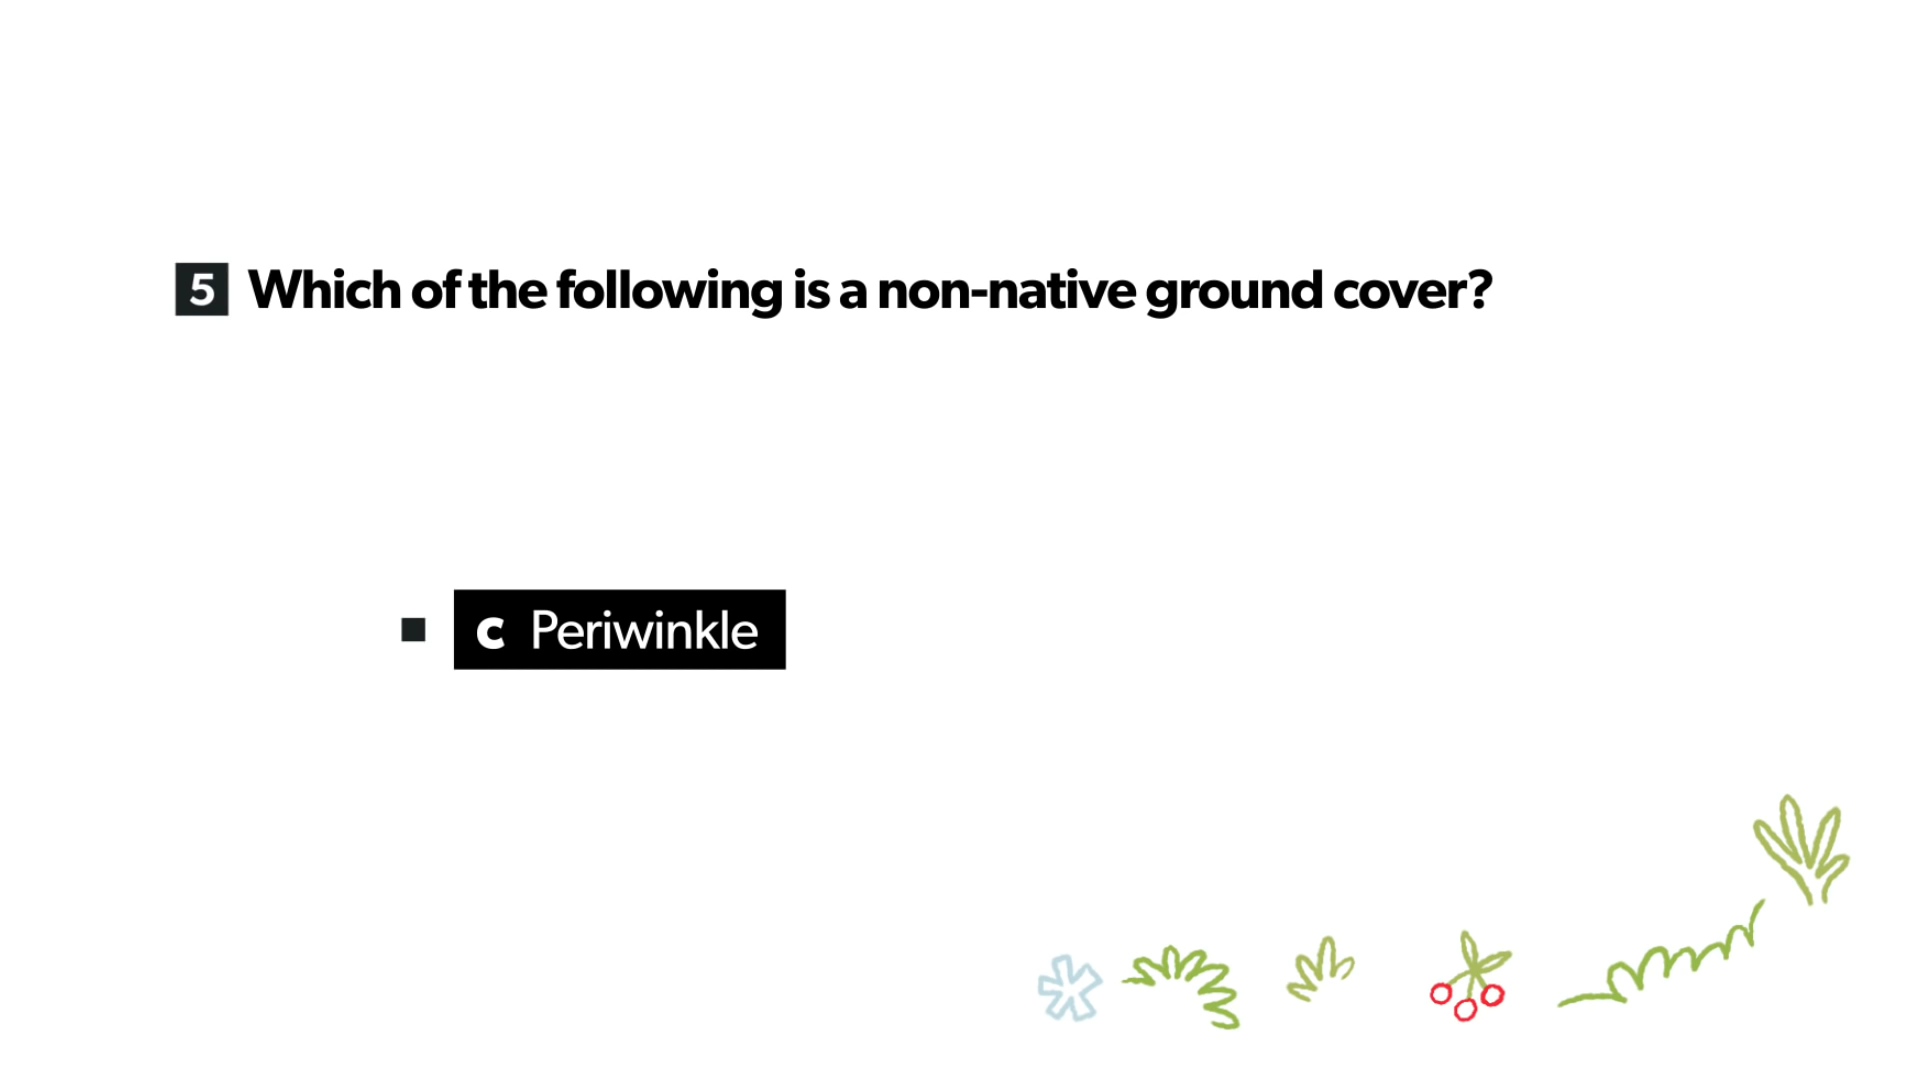 5 Which of the following is a non-native ground cover?
c Periwinkle